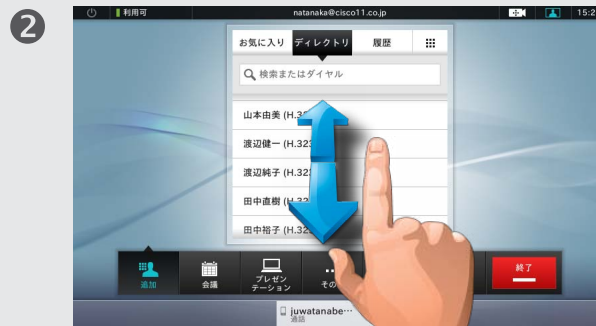 2
利用可 natanaka@cisco11.co.jp 15:2
お気に入り ディレクトリ 履歴
検索またはダイヤル
山本由美 (H.32
渡辺健一 (H.323
渡辺純子 (H.323
田中直樹 (H.32
田中裕子 (H.323
追加 会議 プレゼン
テーション その 終了
juwatanabe…
通話